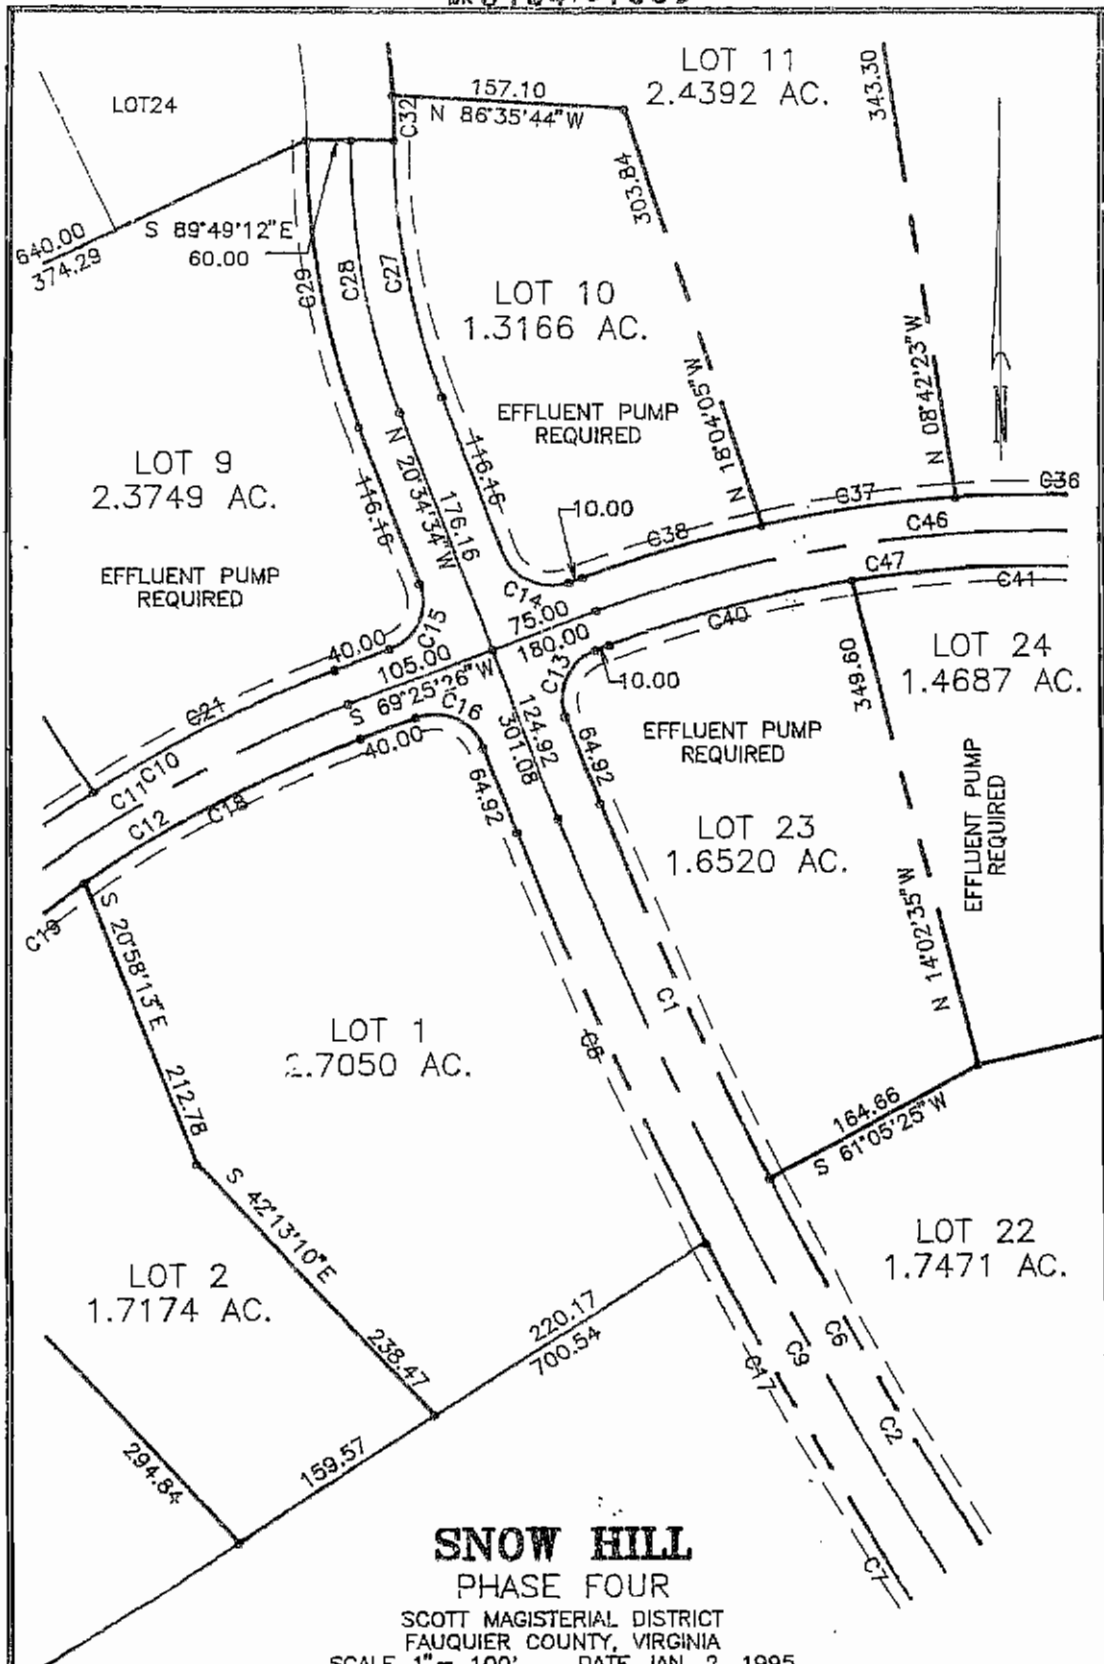 LOT24
157.10
N 86°35'44"W
C32
LOT 11
2.4392 AC.
343.30
303.84
640.00
374.29
S 89°49'12"E
60.00
C29
C28
C27
LOT 10
1.3166 AC.
N 18°04'05"W
N 08°42'23"W
EFFLUENT PUMP
REQUIRED
LOT 9
2.3749 AC.
116.16
N 20°34'34"W
176.16
116.16
10.00
C38
C37
C36
C46
C47
C41
EFFLUENT PUMP
REQUIRED
C14
75.00
180.00
C40
C15
40.00
105.00
S 69°25'26"W
C13
10.00
349.60
LOT 24
1.4687 AC.
C21
C16
40.00
124.92
301.08
EFFLUENT PUMP
REQUIRED
64.92
64.92
C10
C11
C12
C18
C19
LOT 23
1.6520 AC.
EFFLUENT PUMP
REQUIRED
N 14°02'35"W
S 20°58'13"E
212.78
LOT 1
2.7050 AC.
C1
C8
164.66
S 61°05'25"W
S 42°13'10"E
238.47
LOT 2
1.7174 AC.
LOT 22
1.7471 AC.
220.17
700.54
C6
C9
C17
C2
294.84
159.57
C7
SNOW HILL
PHASE FOUR
SCOTT MAGISTERIAL DISTRICT
FAUQUIER COUNTY, VIRGINIA
SCALE 1"= 100' DATE JAN. 2, 1995